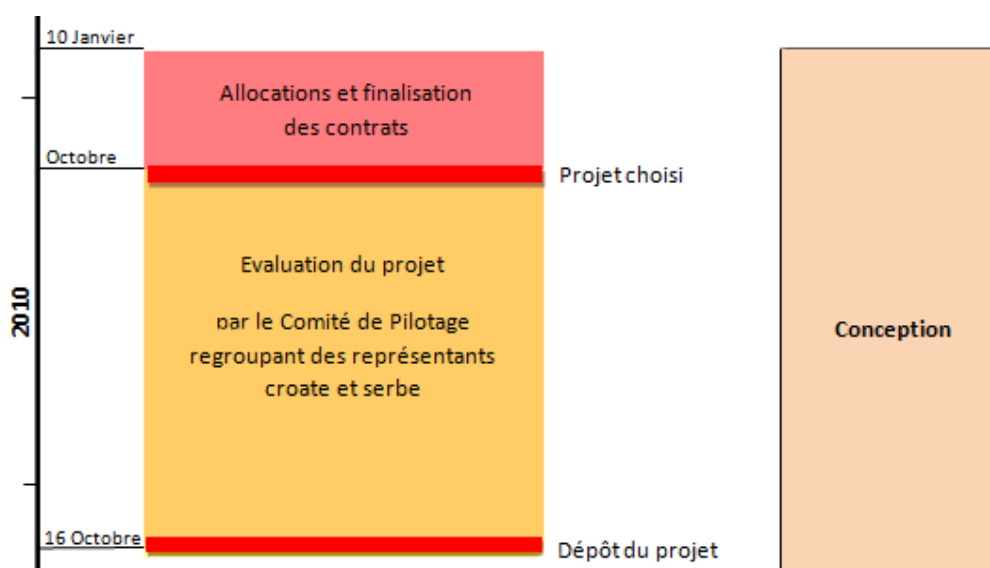 10 Janvier
Allocations et finalisation
des contrats
Octobre
Projet choisi
Evaluation du projet
par le Comité de Pilotage
regroupant des représentants
croate et serbe
2010
Conception
16 Octobre
Dépôt du projet